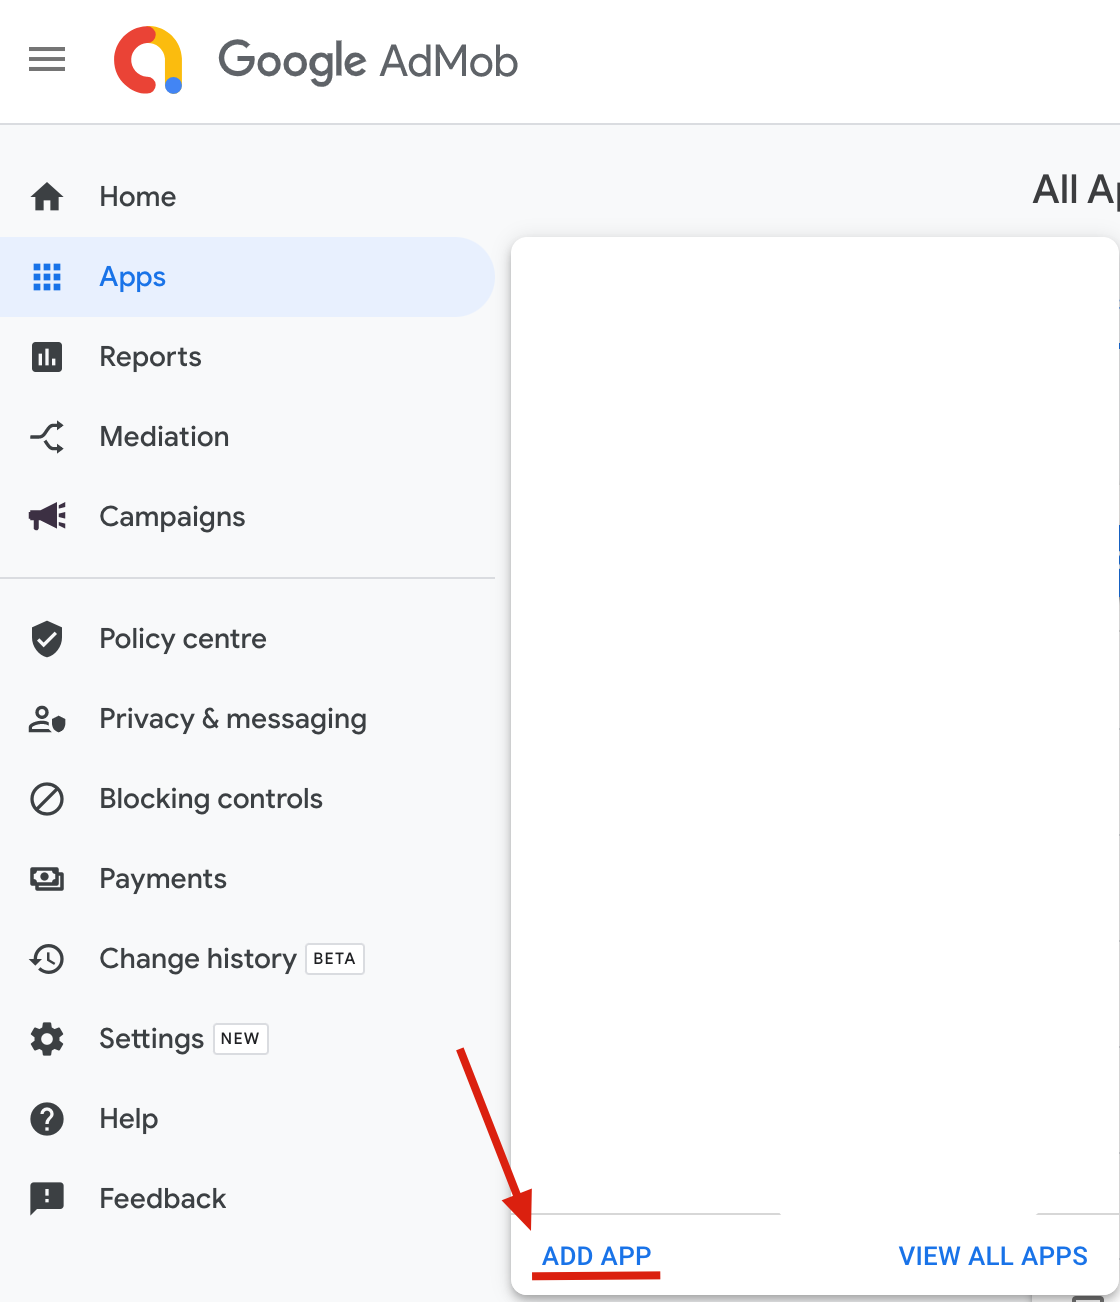 Google AdMob
Home
All Ap
Apps
Reports
Mediation
Campaigns
Policy centre
Privacy & messaging
Blocking controls
Payments
Change history BETA
Settings NEW
Help
Feedback
ADD APP
VIEW ALL APPS